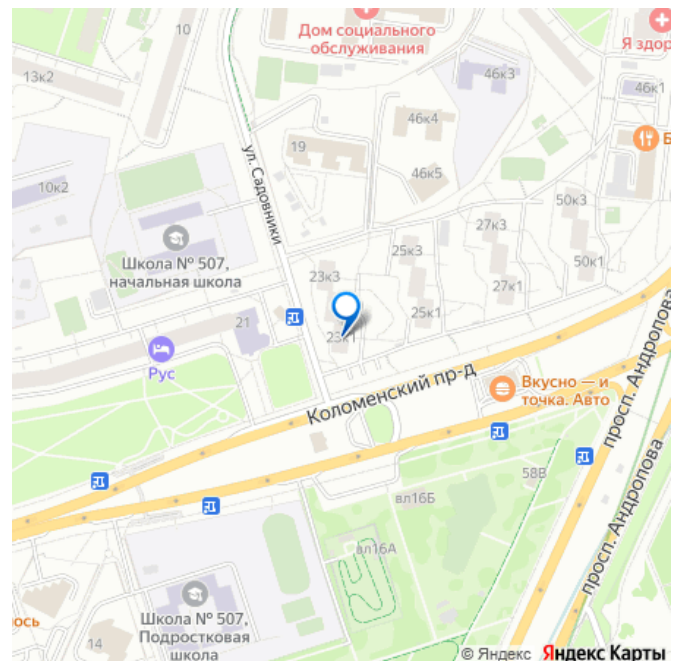 10
Дом социального
обслуживания
Я здор
13к2
46к3
46к1
46к4
ул. Садовники
19
Б
46к5
10к2
50к3
27к3
Школа № 507,
начальная школа
25к3
23к3
50к1
27к1
25к1
21
23к1
Рус
просп. Андропова
Коломенский пр-д
Вкусно — и
точка. Авто
58В
вл16Б
просп. Андропова
вл16А
Школа № 507,
Подростковая
школа
ось
14
© Яндекс Яндекс Карты